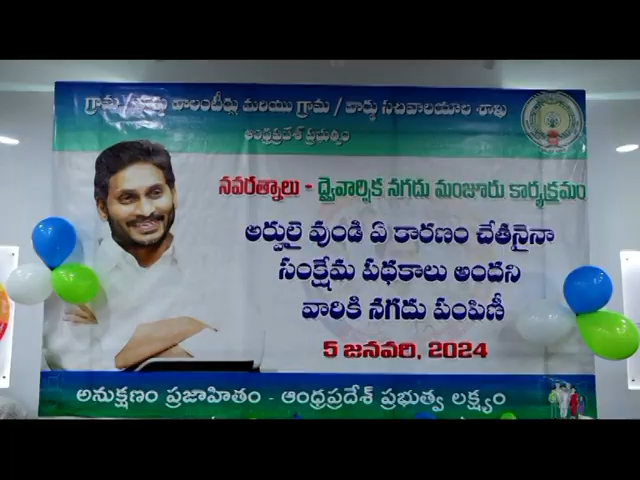 గ్రామ / వార్డు వాలంటీర్లు మరియు గ్రామ / వార్డు సచివాలయాల శాఖ
ఆంధ్రప్రదేశ్ ప్రభుత్వం
నవరత్నాలు - ద్వైవార్షిక నగదు మంజూరు కార్యక్రమం
అర్హులై వుండి ఏ కారణం చేతనైనా
సంక్షేమ పథకాలు అందని
వారికి నగదు పంపిణీ
5 జనవరి, 2024
అనుక్షణం ప్రజాహితం - ఆంధ్రప్రదేశ్ ప్రభుత్వ లక్ష్యం